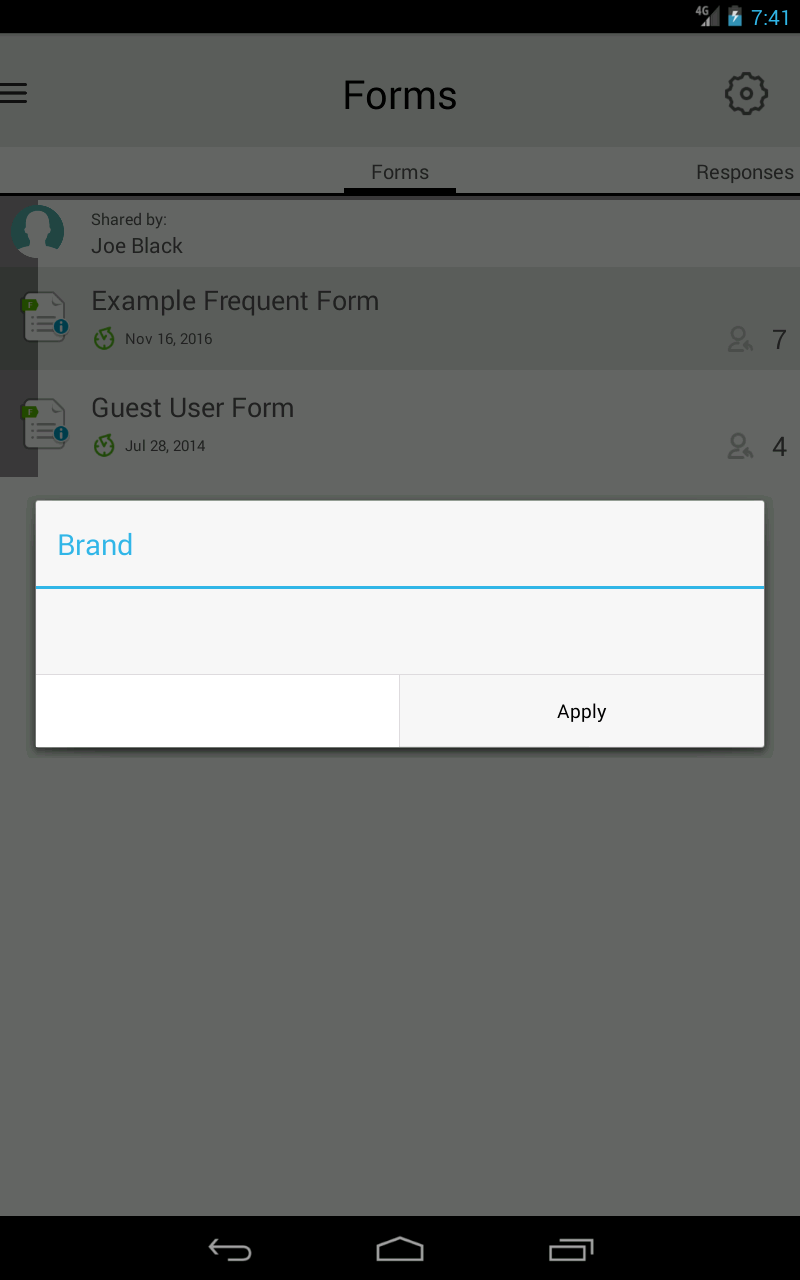 4G 7:41
Forms
Forms Responses
Shared by:
Joe Black
F
Example Frequent Form
Nov 16, 2016
7
F
Guest User Form
Jul 28, 2014
4
Brand
Apply